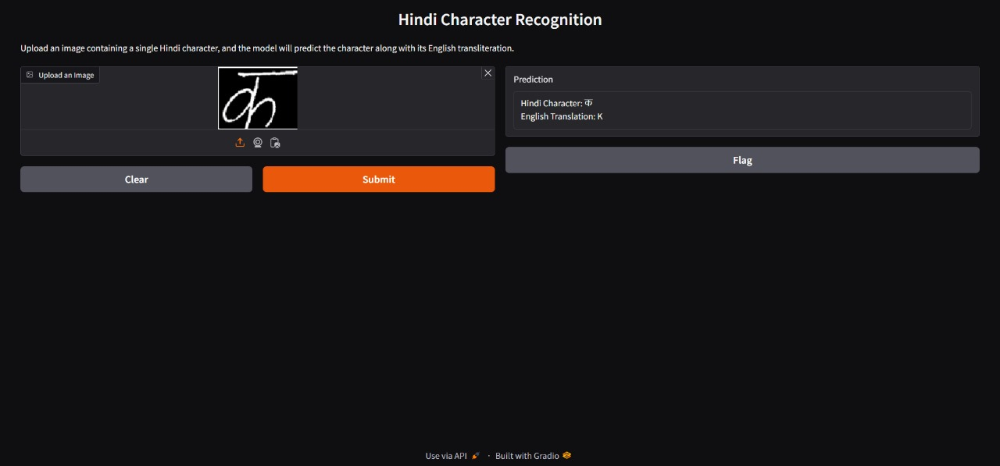 Hindi Character Recognition
Upload an image containing a single Hindi character, and the model will predict the character along with its English transliteration.
Upload an Image
क
Clear
Submit
Prediction
Hindi Character: क
English Translation: K
Flag
Use via API · Built with Gradio